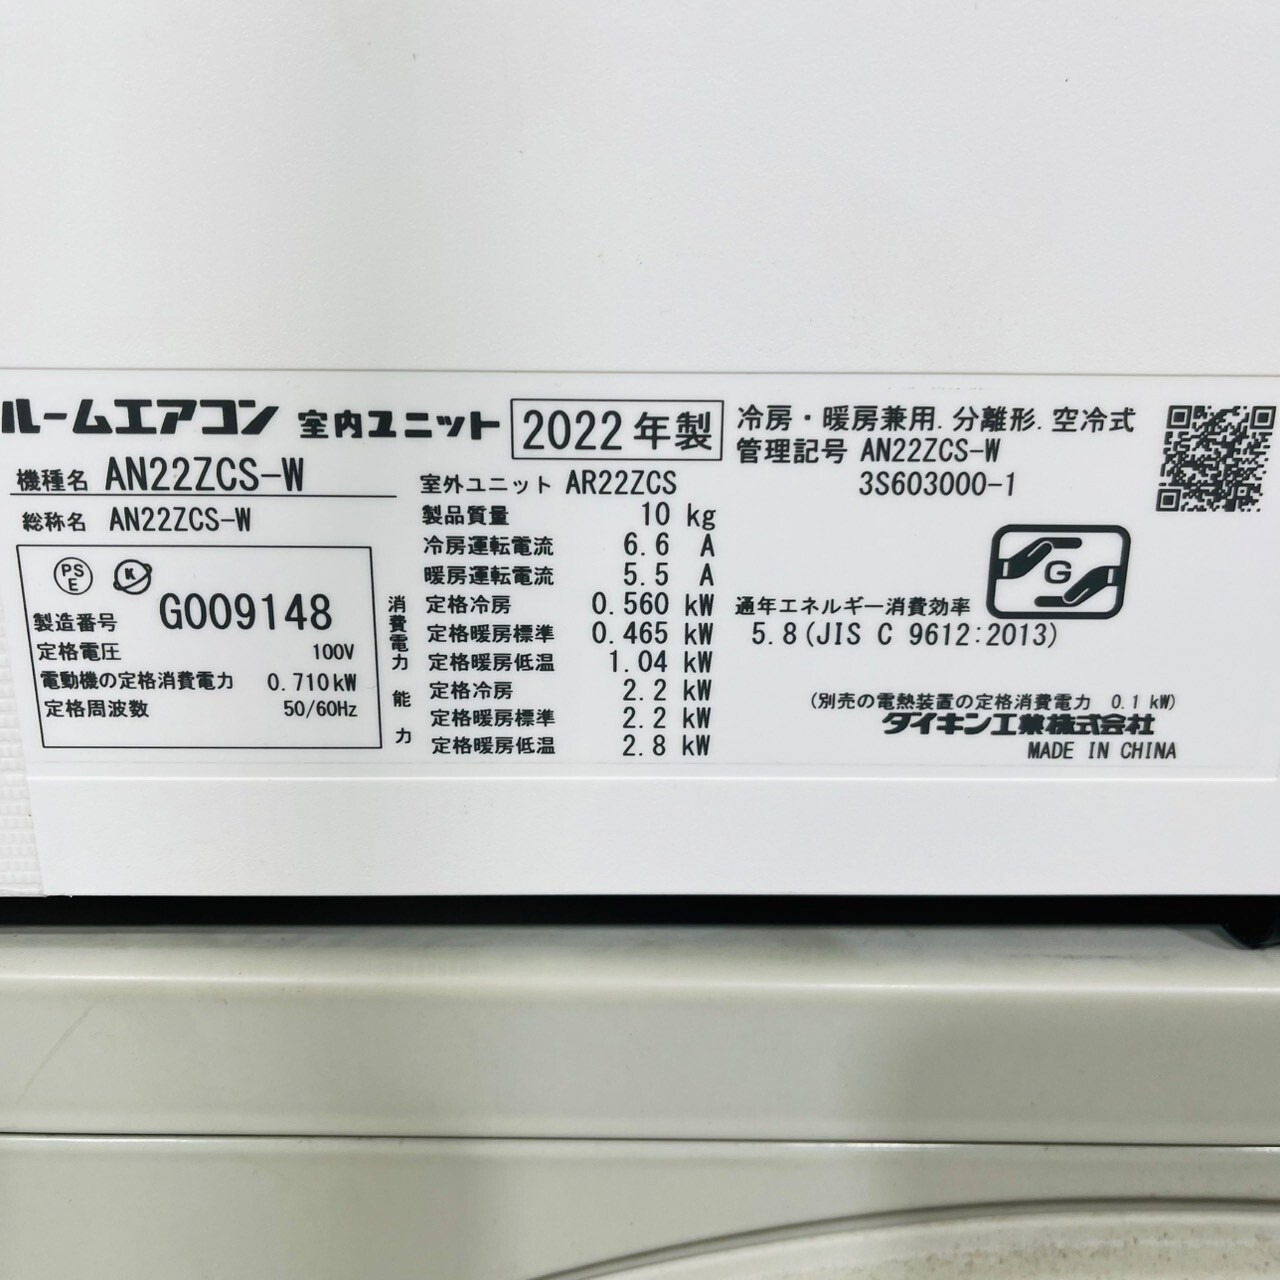 ルームエアコン 室内ユニット 2022年製
機種名 AN22ZCS-W
総称名 AN22ZCS-W
PS E K
製造番号 G009148
定格電圧 100V
電動機の定格消費電力 0.710kW
定格周波数 50/60Hz
室外ユニット AR22ZCS
製品質量 10 kg
冷房運転電流 6.6 A
暖房運転電流 5.5 A
消費電力
定格冷房 0.560 kW
定格暖房標準 0.465 kW
定格暖房低温 1.04 kW
能力
定格冷房 2.2 kW
定格暖房標準 2.2 kW
定格暖房低温 2.8 kW
冷房・暖房兼用.分離形.空冷式
管理記号 AN22ZCS-W
3S603000-1
G
通年エネルギー消費効率
5.8(JIS C 9612:2013)
(別売の電熱装置の定格消費電力 0.1 kW)
ダイキン工業株式会社
MADE IN CHINA